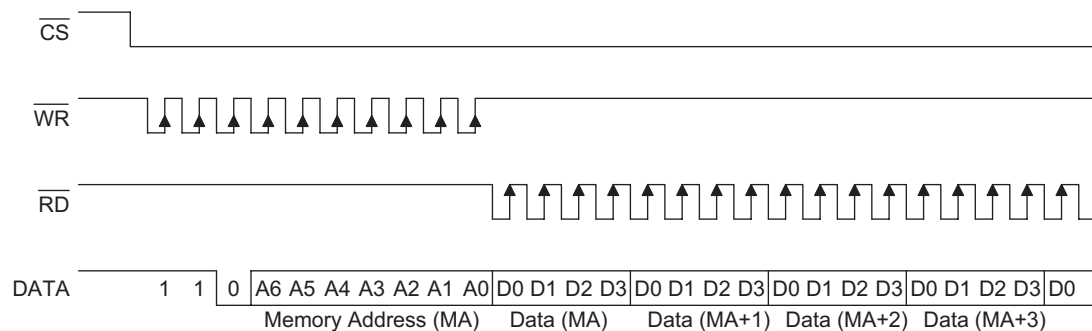 CS
WR
RD
DATA 1 1 0 A6 A5 A4 A3 A2 A1 A0 D0 D1 D2 D3 D0 D1 D2 D3 D0 D1 D2 D3 D0 D1 D2 D3 D0
Memory Address (MA) Data (MA) Data (MA+1) Data (MA+2) Data (MA+3)